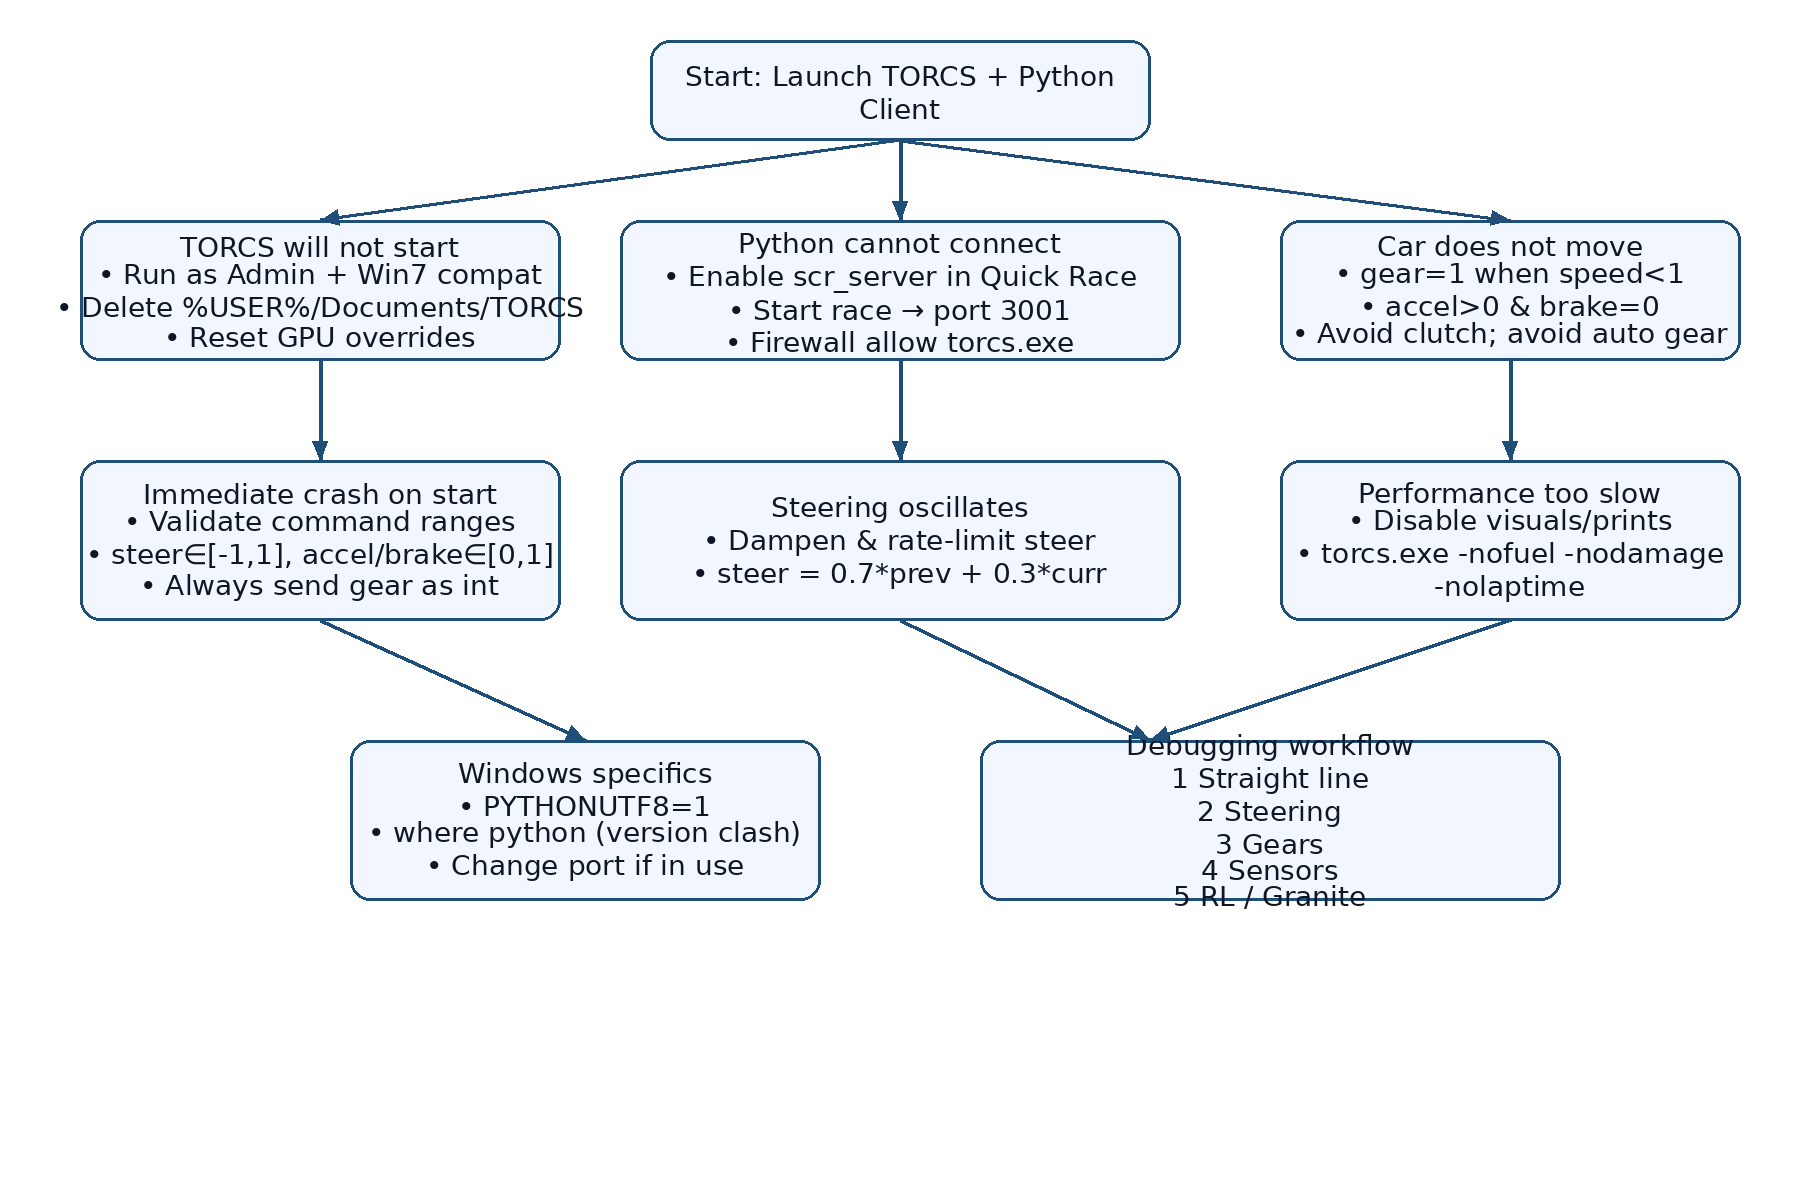 Start: Launch TORCS + Python
Client
TORCS will not start
• Run as Admin + Win7 compat
• Delete %USER%/Documents/TORCS
• Reset GPU overrides
Python cannot connect
• Enable scr_server in Quick Race
• Start race → port 3001
• Firewall allow torcs.exe
Car does not move
• gear=1 when speed<1
• accel>0 & brake=0
• Avoid clutch; avoid auto gear
Immediate crash on start
• Validate command ranges
• steer∈[-1,1], accel/brake∈[0,1]
• Always send gear as int
Steering oscillates
• Dampen & rate-limit steer
• steer = 0.7*prev + 0.3*curr
Performance too slow
• Disable visuals/prints
• torcs.exe -nofuel -nodamage
-nolaptime
Windows specifics
• PYTHONUTF8=1
• where python (version clash)
• Change port if in use
Debugging workflow
1 Straight line
2 Steering
3 Gears
4 Sensors
5 RL / Granite